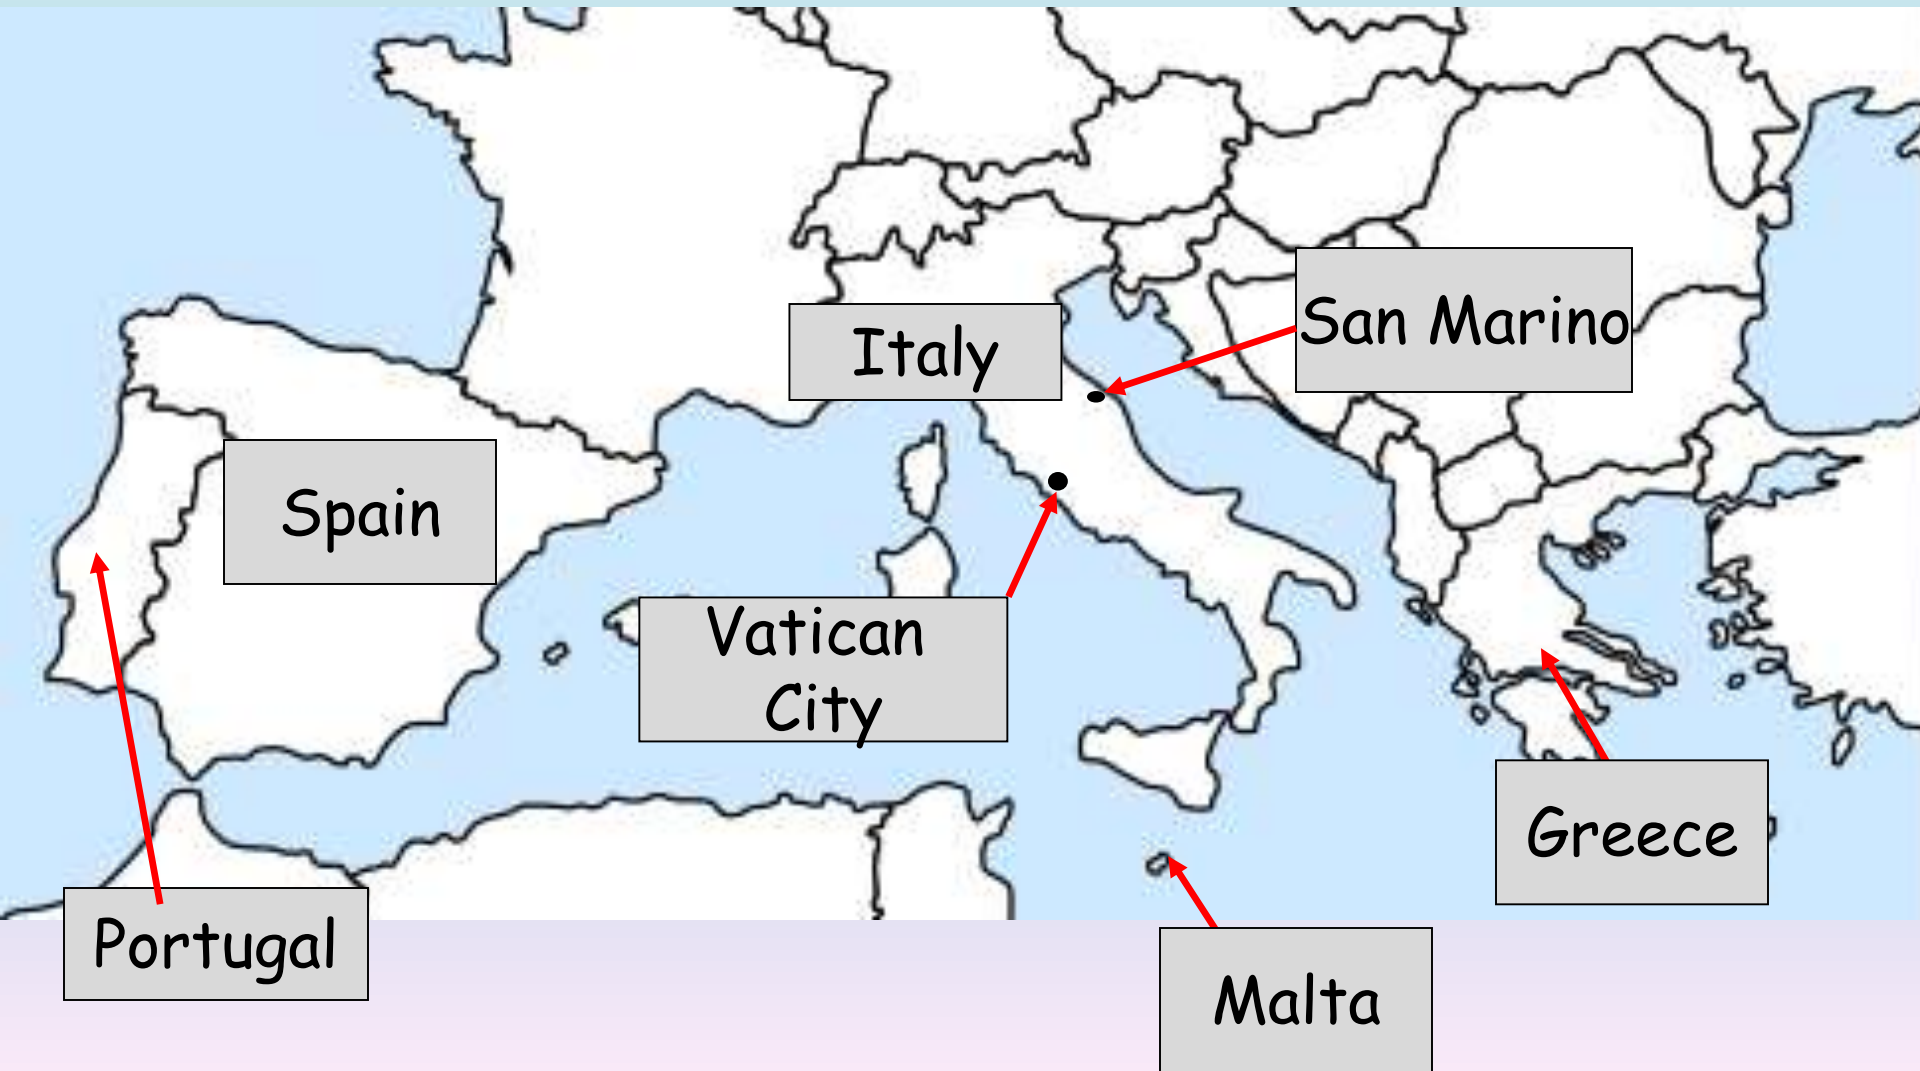 San Marino
Italy
Spain
Vatican
City
Greece
Portugal
Malta